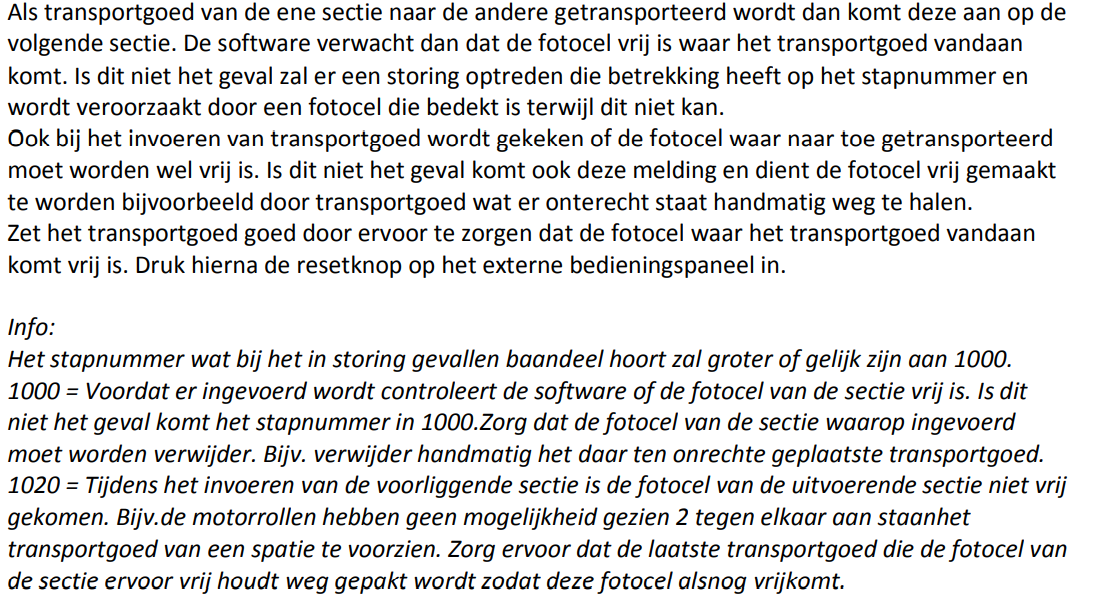 Als transportgoed van de ene sectie naar de andere getransporteerd wordt dan komt deze aan op de
volgende sectie. De software verwacht dan dat de fotocel vrij is waar het transportgoed vandaan
komt. Is dit niet het geval zal er een storing optreden die betrekking heeft op het stapnummer en
wordt veroorzaakt door een fotocel die bedekt is terwijl dit niet kan.
Ook bij het invoeren van transportgoed wordt gekeken of de fotocel waar naar toe getransporteerd
moet worden wel vrij is. Is dit niet het geval komt ook deze melding en dient de fotocel vrij gemaakt
te worden bijvoorbeeld door transportgoed wat er onterecht staat handmatig weg te halen.
Zet het transportgoed goed door ervoor te zorgen dat de fotocel waar het transportgoed vandaan
komt vrij is. Druk hierna de resetknop op het externe bedieningspaneel in.
Info:
Het stapnummer wat bij het in storing gevallen baandeel hoort zal groter of gelijk zijn aan 1000.
1000 = Voordat er ingevoerd wordt controleert de software of de fotocel van de sectie vrij is. Is dit
niet het geval komt het stapnummer in 1000.Zorg dat de fotocel van de sectie waarop ingevoerd
moet worden verwijder. Bijv. verwijder handmatig het daar ten onrechte geplaatste transportgoed.
1020 = Tijdens het invoeren van de voorliggende sectie is de fotocel van de uitvoerende sectie niet vrij
gekomen. Bijv.de motorrollen hebben geen mogelijkheid gezien 2 tegen elkaar aan staanhet
transportgoed van een spatie te voorzien. Zorg ervoor dat de laatste transportgoed die de fotocel van
de sectie ervoor vrij houdt weg gepakt wordt zodat deze fotocel alsnog vrijkomt.